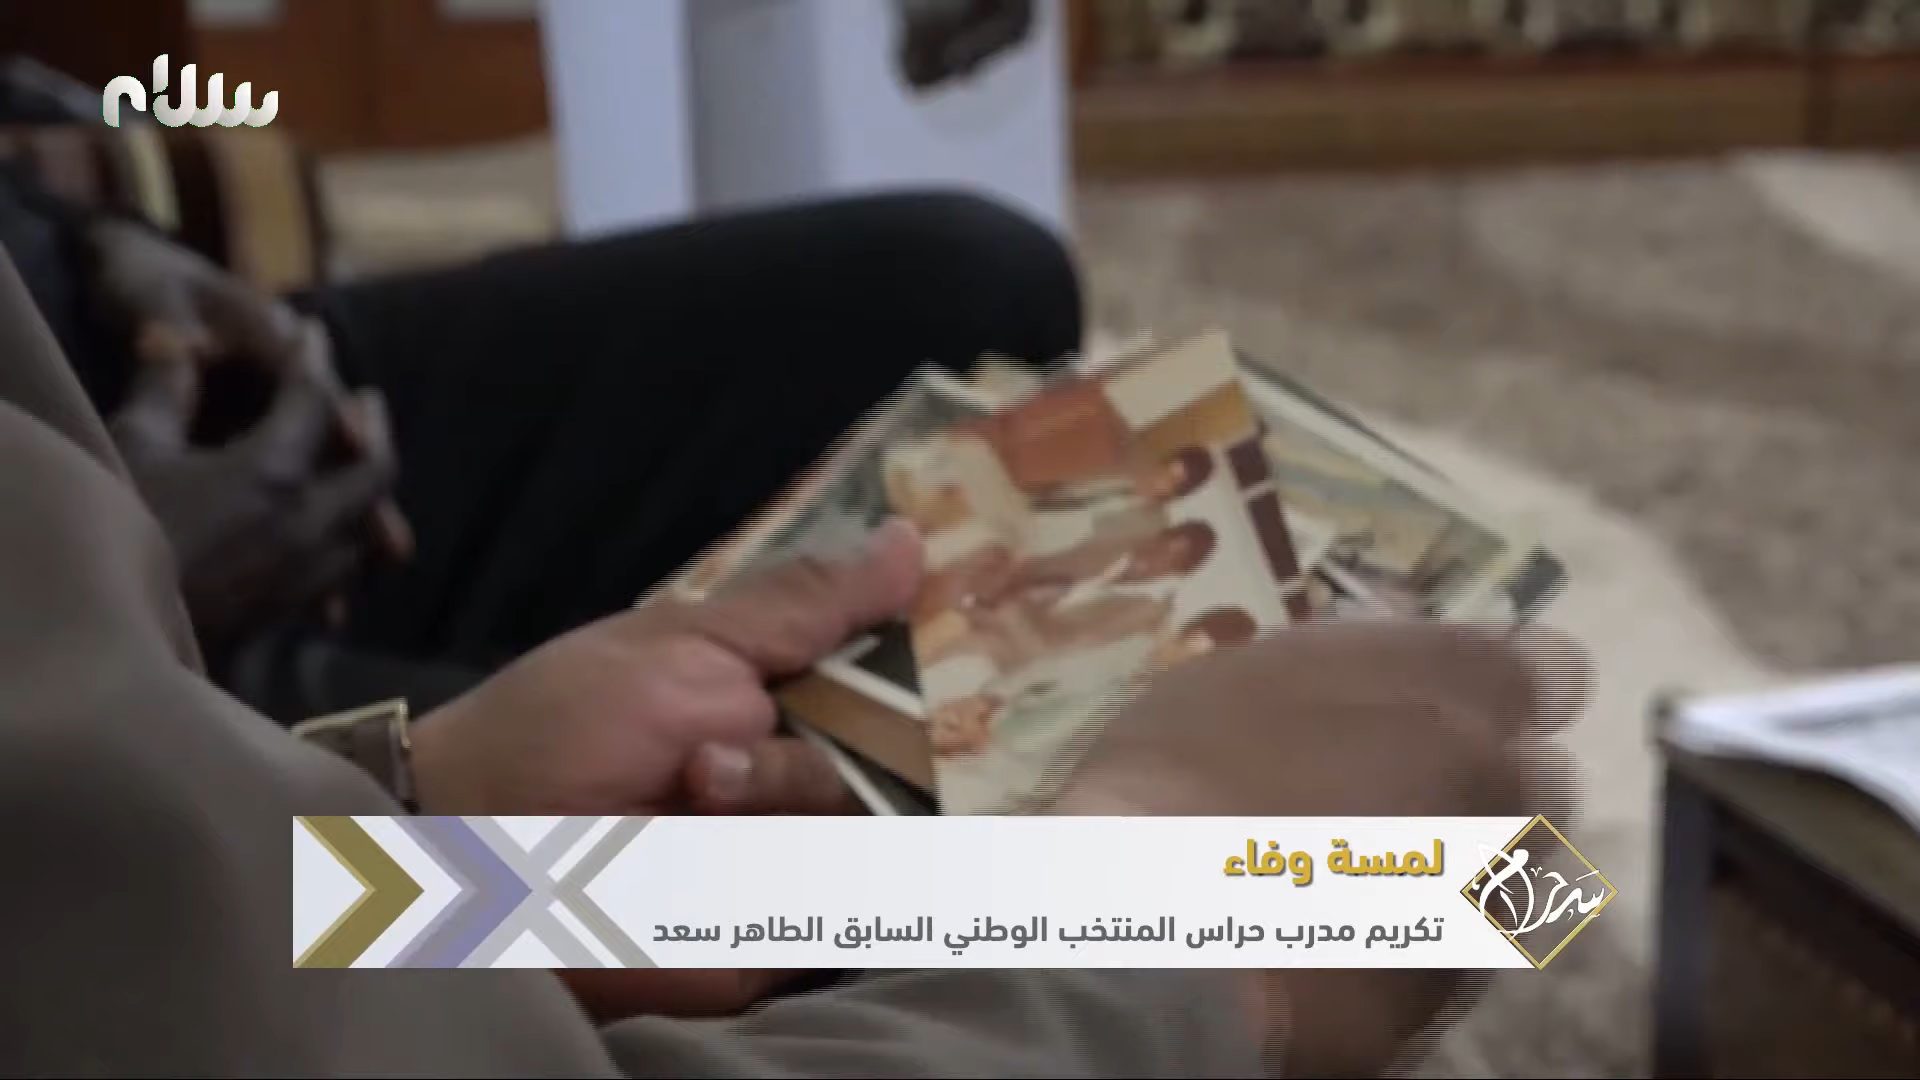 سلام
لمسة وفاء
تكريم مدرب حراس المنتخب الوطني السابق الطاهر سعد